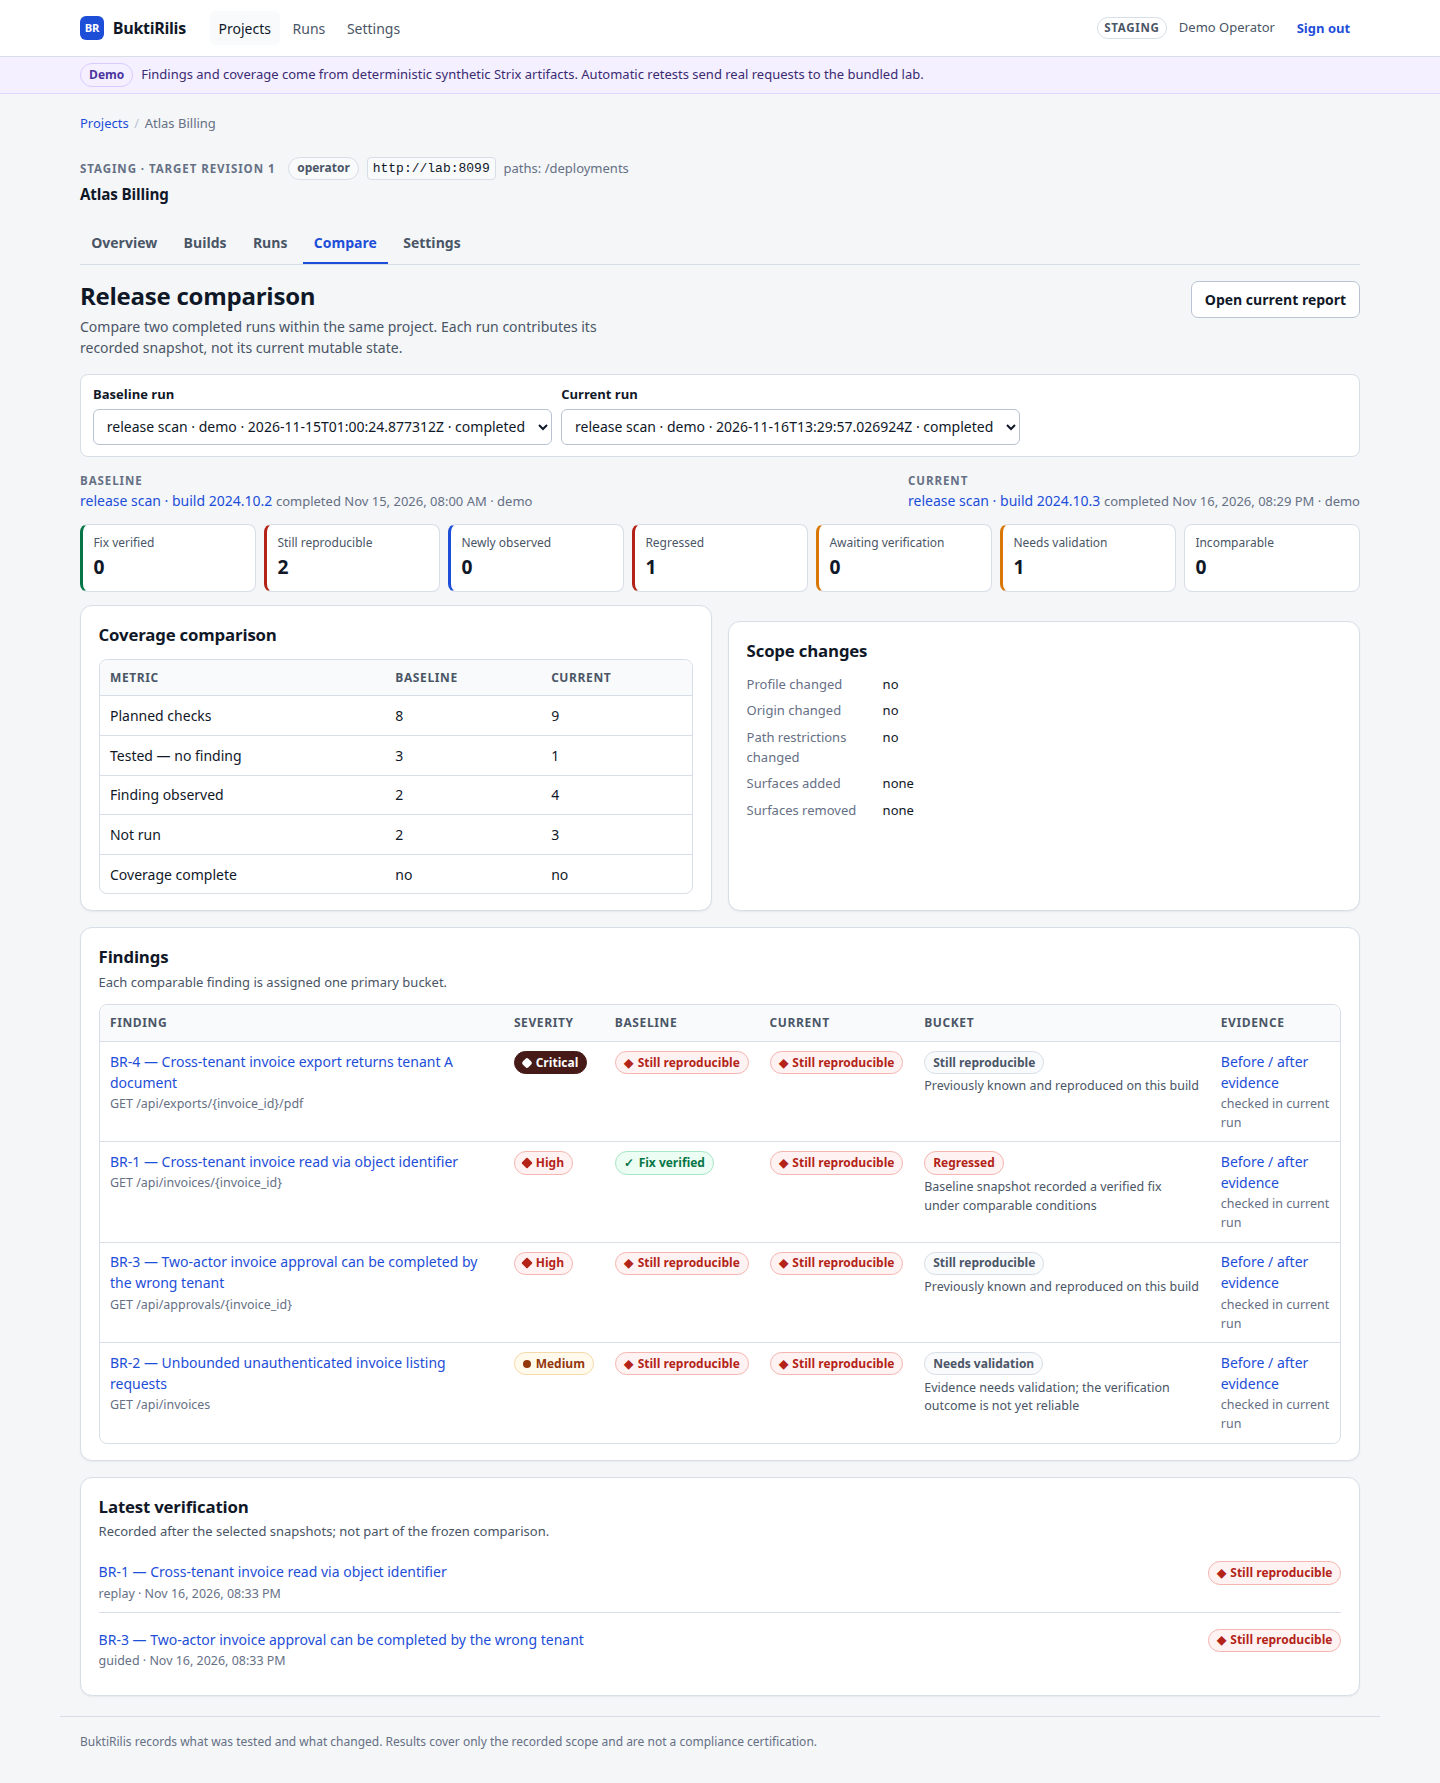 BR BuktiRilis Projects Runs Settings STAGING Demo Operator Sign out
Demo Findings and coverage come from deterministic synthetic Strix artifacts. Automatic retests send real requests to the bundled lab.
Projects / Atlas Billing
STAGING · TARGET REVISION 1 operator http://lab:8099 paths: /deployments
Atlas Billing
Overview Builds Runs Compare Settings
Release comparison
Open current report
Compare two completed runs within the same project. Each run contributes its
recorded snapshot, not its current mutable state.
Baseline run Current run
release scan · demo · 2026-11-15T01:00:24.877312Z · completed release scan · demo · 2026-11-16T13:29:57.026924Z · completed
BASELINE CURRENT
release scan · build 2024.10.2 completed Nov 15, 2026, 08:00 AM · demo release scan · build 2024.10.3 completed Nov 16, 2026, 08:29 PM · demo
Fix verified Still reproducible Newly observed Regressed Awaiting verification Needs validation Incomparable
0 2 0 1 0 1 0
Coverage comparison
METRIC BASELINE CURRENT
Planned checks 8 9
Tested — no finding 3 1
Finding observed 2 4
Not run 2 3
Coverage complete no no
Scope changes
Profile changed no
Origin changed no
Path restrictions no
changed
Surfaces added none
Surfaces removed none
Findings
Each comparable finding is assigned one primary bucket.
FINDING SEVERITY BASELINE CURRENT BUCKET EVIDENCE
BR-4 — Cross-tenant invoice export returns tenant A Critical Still reproducible Still reproducible Still reproducible Before / after
document Previously known and reproduced on this build evidence
GET /api/exports/{invoice_id}/pdf checked in current
run
BR-1 — Cross-tenant invoice read via object identifier High ✓ Fix verified Still reproducible Regressed Before / after
GET /api/invoices/{invoice_id} Baseline snapshot recorded a verified fix evidence
under comparable conditions checked in current
run
BR-3 — Two-actor invoice approval can be completed by High Still reproducible Still reproducible Still reproducible Before / after
the wrong tenant Previously known and reproduced on this build evidence
GET /api/approvals/{invoice_id} checked in current
run
BR-2 — Unbounded unauthenticated invoice listing Medium Still reproducible Still reproducible Needs validation Before / after
requests Evidence needs validation; the verification evidence
GET /api/invoices outcome is not yet reliable checked in current
run
Latest verification
Recorded after the selected snapshots; not part of the frozen comparison.
BR-1 — Cross-tenant invoice read via object identifier Still reproducible
replay · Nov 16, 2026, 08:33 PM
BR-3 — Two-actor invoice approval can be completed by the wrong tenant Still reproducible
guided · Nov 16, 2026, 08:33 PM
BuktiRilis records what was tested and what changed. Results cover only the recorded scope and are not a compliance certification.